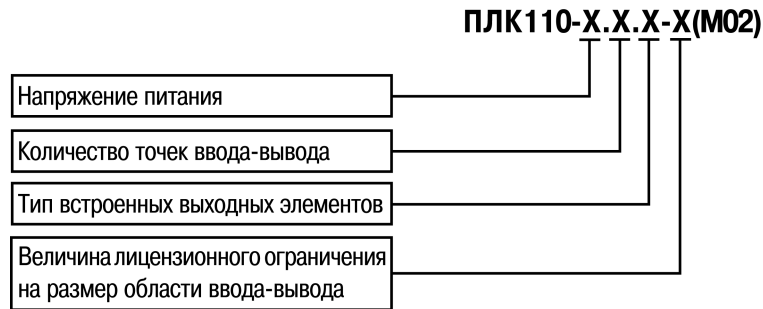 ПЛК110-Х.Х.Х-Х(М02)
Напряжение питания
Количество точек ввода-вывода
Тип встроенных выходных элементов
Величина лицензионного ограничения
на размер области ввода-вывода